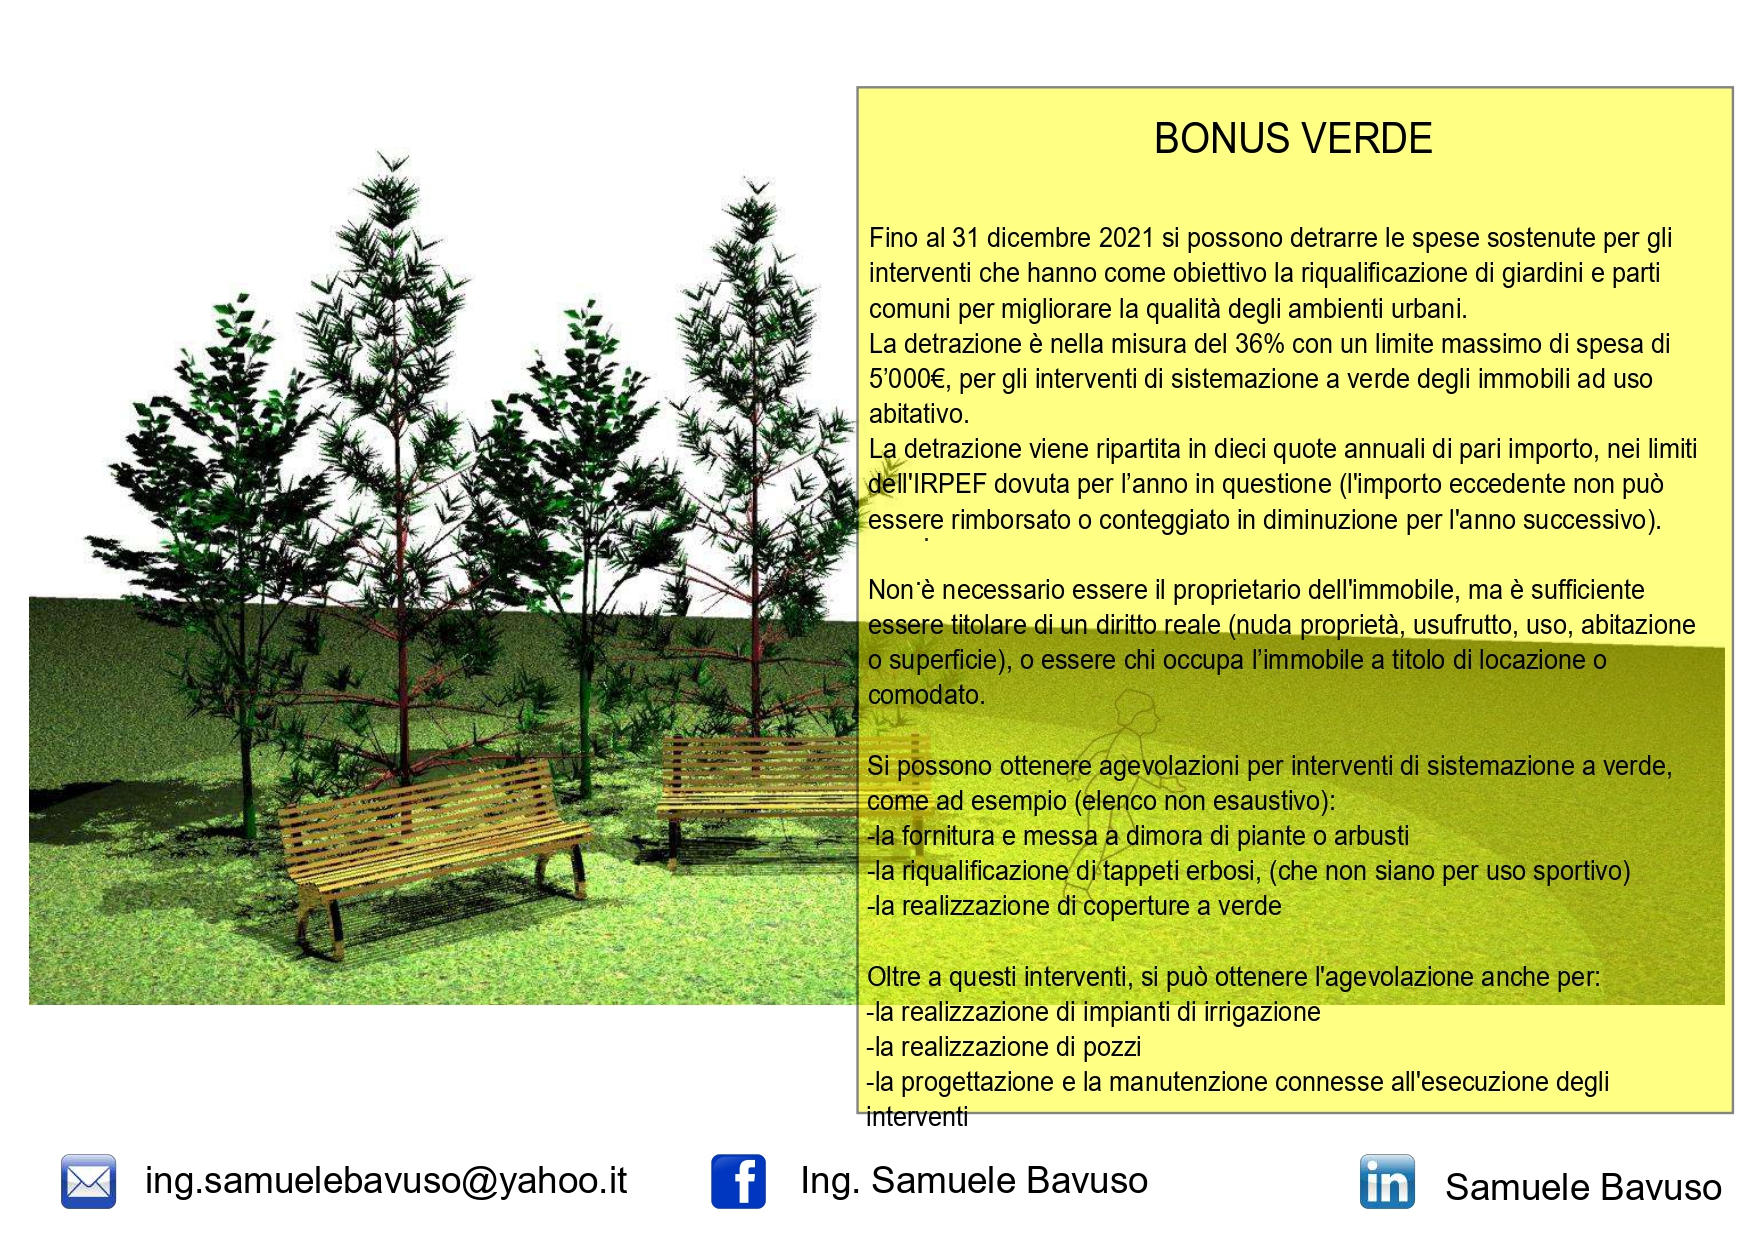 BONUS VERDE
Fino al 31 dicembre 2021 si possono detrarre le spese sostenute per gli
interventi che hanno come obiettivo la riqualificazione di giardini e parti
comuni per migliorare la qualità degli ambienti urbani.
La detrazione è nella misura del 36% con un limite massimo di spesa di
5’000€, per gli interventi di sistemazione a verde degli immobili ad uso
abitativo.
La detrazione viene ripartita in dieci quote annuali di pari importo, nei limiti
dell'IRPEF dovuta per l’anno in questione (l'importo eccedente non può
essere rimborsato o conteggiato in diminuzione per l'anno successivo).
Non è necessario essere il proprietario dell'immobile, ma è sufficiente
essere titolare di un diritto reale (nuda proprietà, usufrutto, uso, abitazione
o superficie), o essere chi occupa l’immobile a titolo di locazione o
comodato.
Si possono ottenere agevolazioni per interventi di sistemazione a verde,
come ad esempio (elenco non esaustivo):
-la fornitura e messa a dimora di piante o arbusti
-la riqualificazione di tappeti erbosi, (che non siano per uso sportivo)
-la realizzazione di coperture a verde
Oltre a questi interventi, si può ottenere l'agevolazione anche per:
-la realizzazione di impianti di irrigazione
-la realizzazione di pozzi
-la progettazione e la manutenzione connesse all'esecuzione degli
interventi
ing.samuelebavuso@yahoo.it
Ing. Samuele Bavuso
Samuele Bavuso